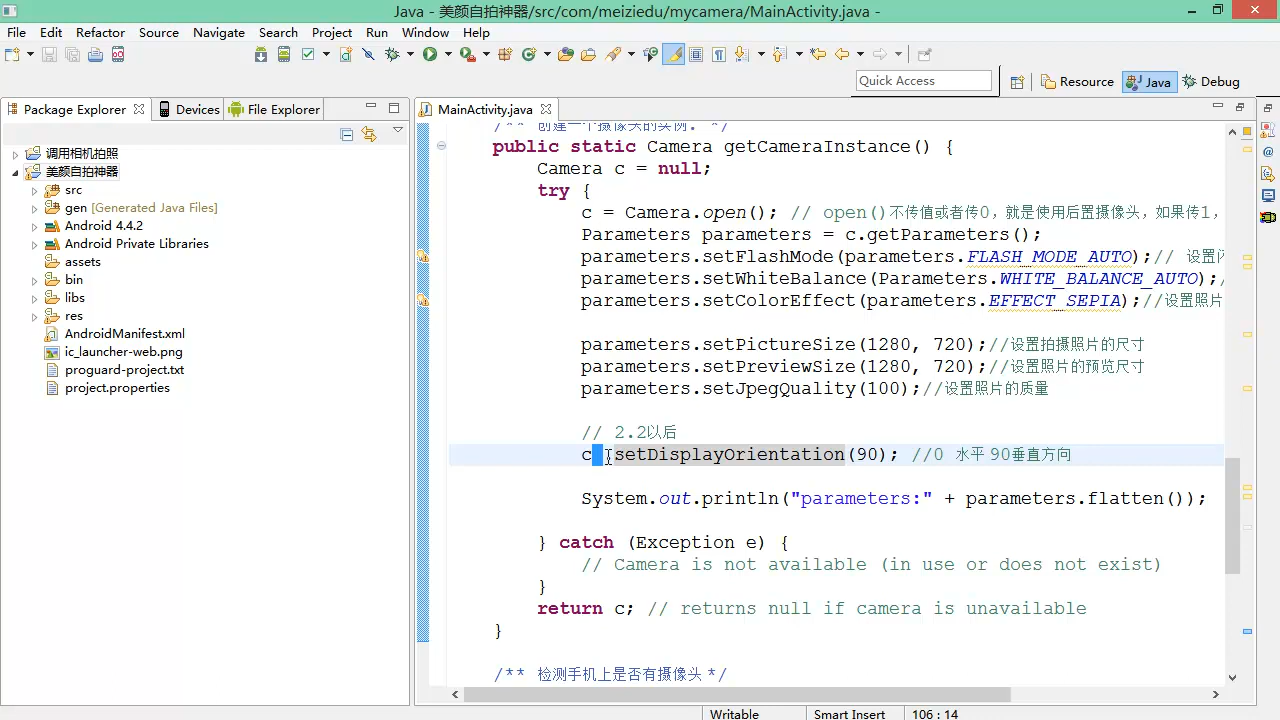 Java - 美颜自拍神器/src/com/meiziedu/mycamera/MainActivity.java -
File Edit Refactor Source Navigate Search Project Run Window Help
Quick Access
Resource Java Debug
Package Explorer Devices File Explorer
MainActivity.java
调用相机拍照
美颜自拍神器
src
gen [Generated Java Files]
Android 4.4.2
Android Private Libraries
assets
bin
libs
res
AndroidManifest.xml
ic_launcher-web.png
proguard-project.txt
project.properties
/** 创建一个摄像头的实例. */
public static Camera getCameraInstance() {
Camera c = null;
try {
c = Camera.open(); // open()不传值或者传0，就是使用后置摄像头，如果传1，
Parameters parameters = c.getParameters();
parameters.setFlashMode(parameters.FLASH_MODE_AUTO);// 设置闪
parameters.setWhiteBalance(Parameters.WHITE_BALANCE_AUTO);/
parameters.setColorEffect(parameters.EFFECT_SEPIA);//设置照片
parameters.setPictureSize(1280, 720);//设置拍摄照片的尺寸
parameters.setPreviewSize(1280, 720);//设置照片的预览尺寸
parameters.setJpegQuality(100);//设置照片的质量
// 2.2以后
c setDisplayOrientation(90); //0 水平 90垂直方向
System.out.println("parameters:" + parameters.flatten());
} catch (Exception e) {
// Camera is not available (in use or does not exist)
}
return c; // returns null if camera is unavailable
}
/** 检测手机上是否有摄像头 */
Writable Smart Insert 106 : 14